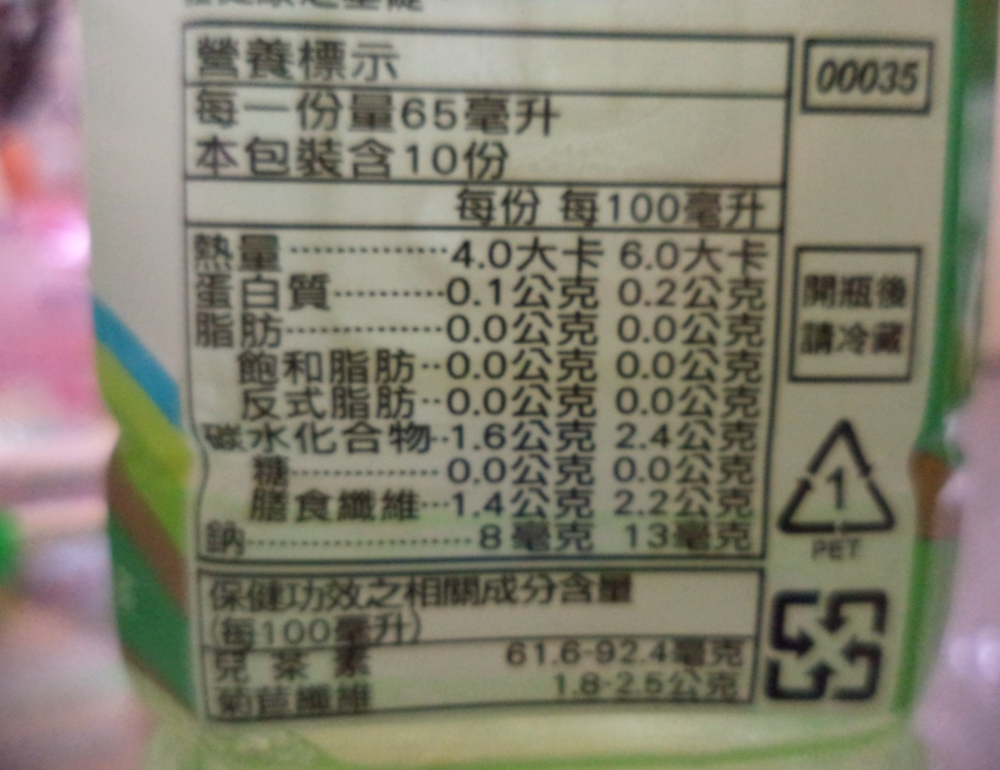 營養標示
00035
每一份量65毫升
本包裝含10份
每份 每100毫升
熱量 4.0大卡 6.0大卡
蛋白質 0.1公克 0.2公克
脂肪 0.0公克 0.0公克
飽和脂肪 0.0公克 0.0公克
反式脂肪 0.0公克 0.0公克
碳水化合物 1.6公克 2.4公克
糖 0.0公克 0.0公克
膳食纖維 1.4公克 2.2公克
鈉 8毫克 13毫克
開瓶後
請冷藏
1
PET
保健功效之相關成分含量
(每100毫升)
兒茶素 61.6-92.4毫克
菊苣纖維 1.8-2.5公克